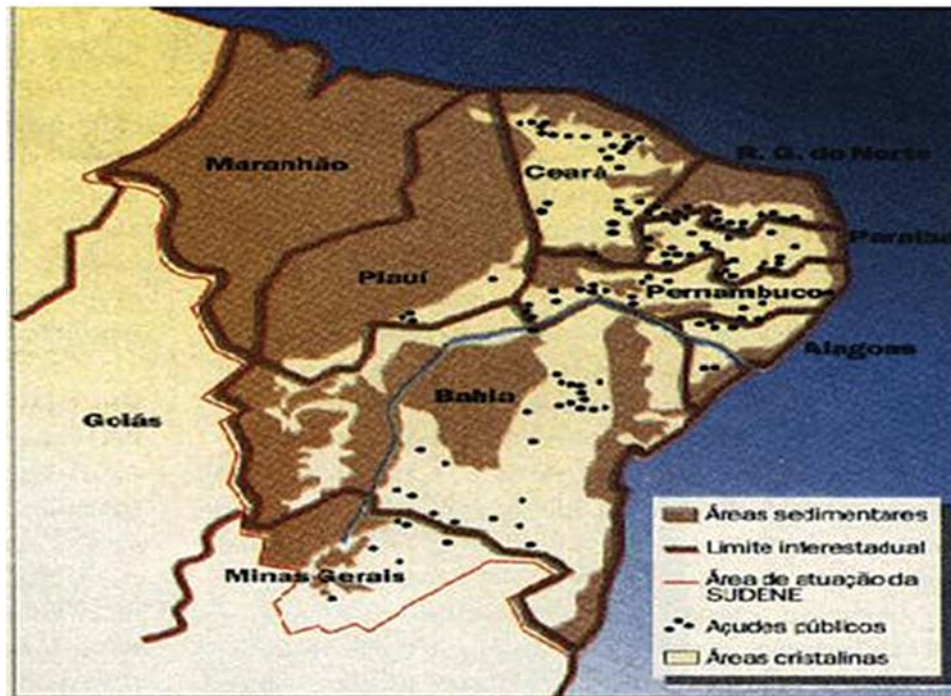 Maranhão
Ceará
R. G. do Norte
Paraíba
Piauí
Pernambuco
Alagoas
Bahia
Goiás
Minas Gerais
Áreas sedimentares
Limite interestadual
Área de atuação da
SUDENE
Açudes públicos
Áreas cristalinas